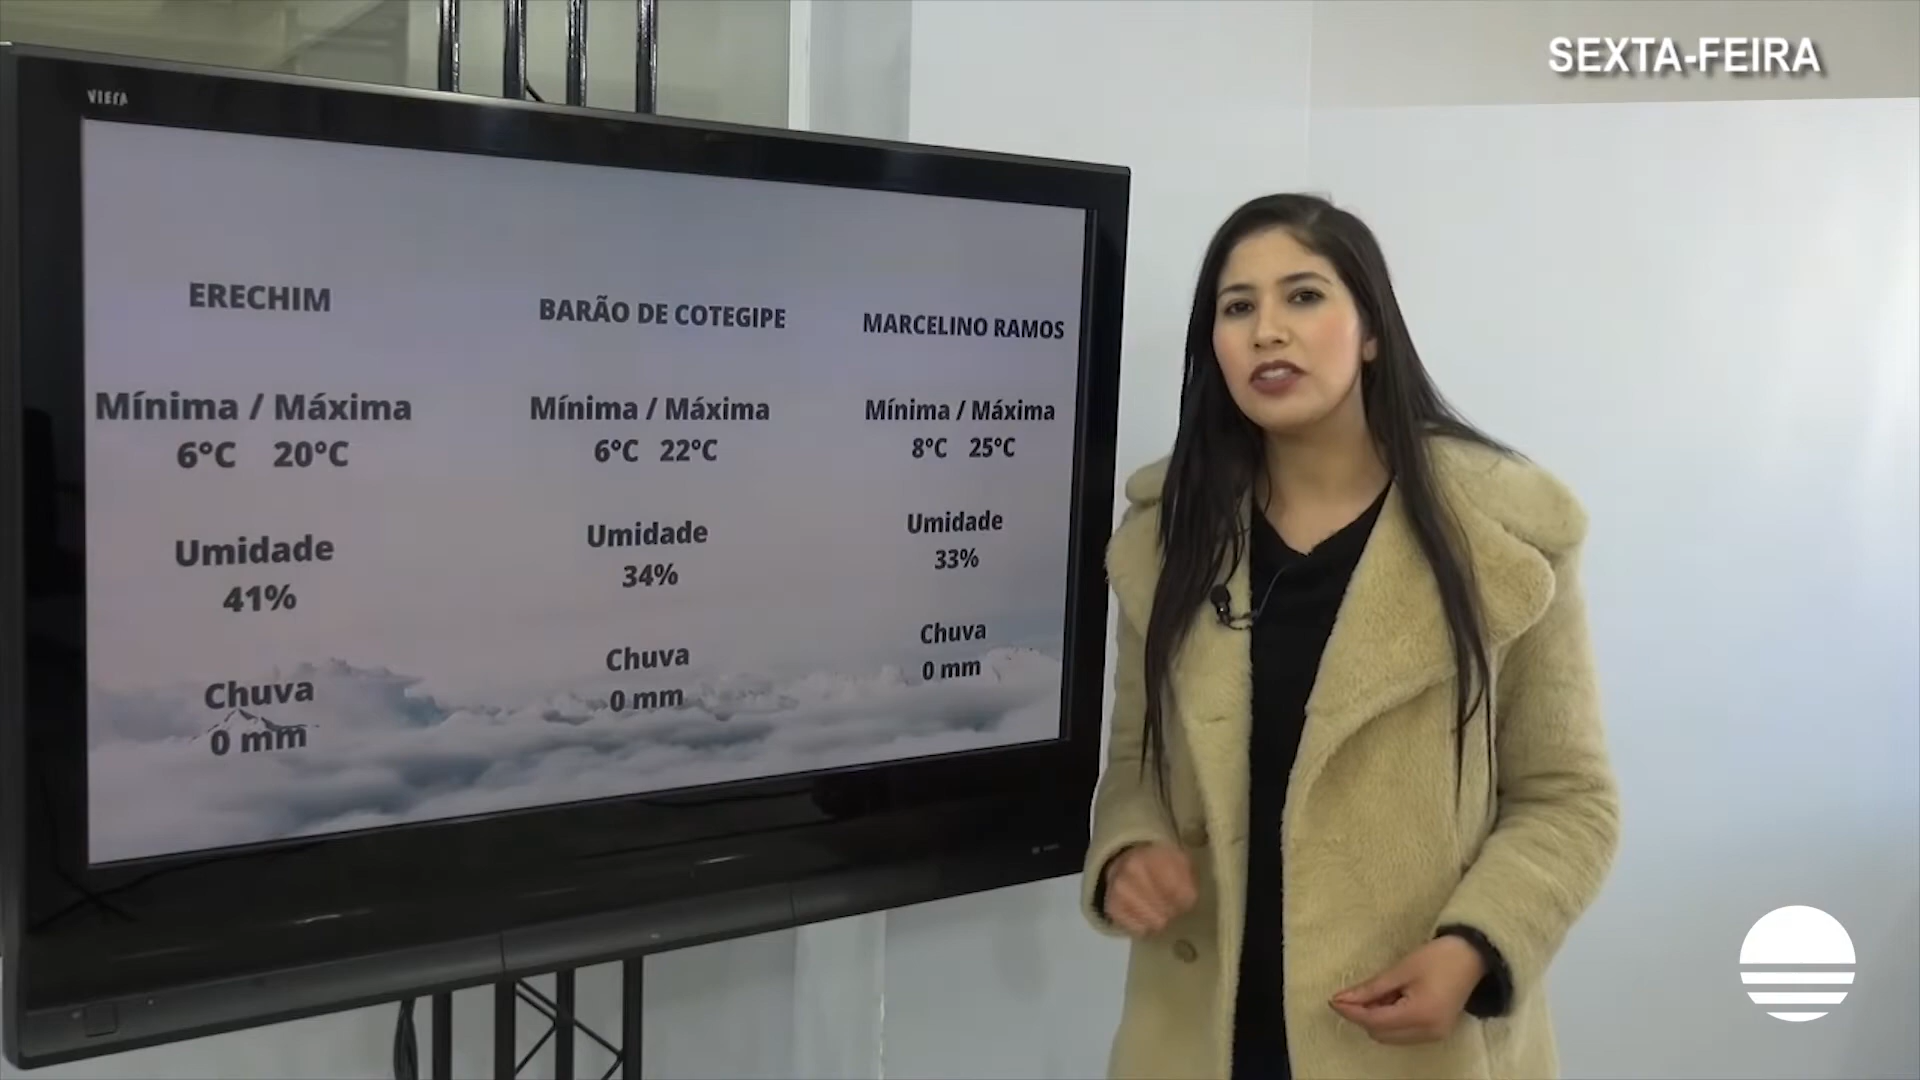 SEXTA-FEIRA
VIERA
ERECHIM
Mínima / Máxima
6°C 20°C
Umidade
41%
Chuva
0 mm
BARÃO DE COTEGIPE
Mínima / Máxima
6°C 22°C
Umidade
34%
Chuva
0 mm
MARCELINO RAMOS
Mínima / Máxima
8°C 25°C
Umidade
33%
Chuva
0 mm